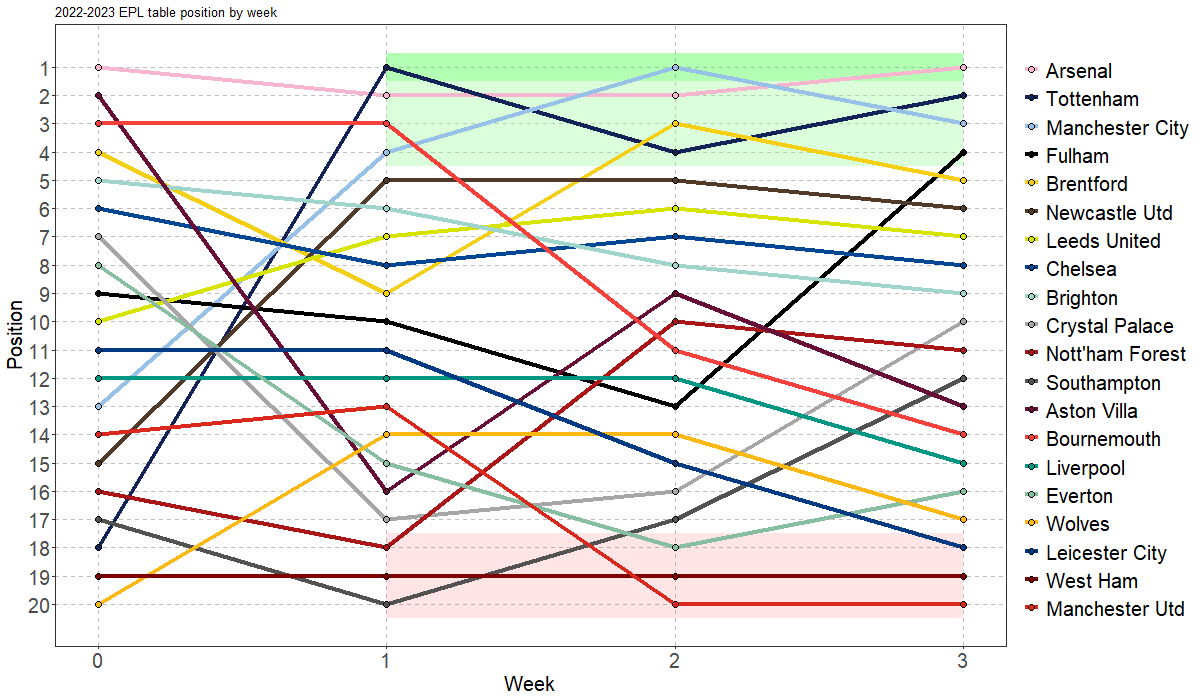 2022-2023 EPL table position by week
1
2
3
4
5
6
7
8
9
10
11
12
13
14
15
16
17
18
19
20
Position
0 1 2 3
Week
Arsenal
Tottenham
Manchester City
Fulham
Brentford
Newcastle Utd
Leeds United
Chelsea
Brighton
Crystal Palace
Nott'ham Forest
Southampton
Aston Villa
Bournemouth
Liverpool
Everton
Wolves
Leicester City
West Ham
Manchester Utd